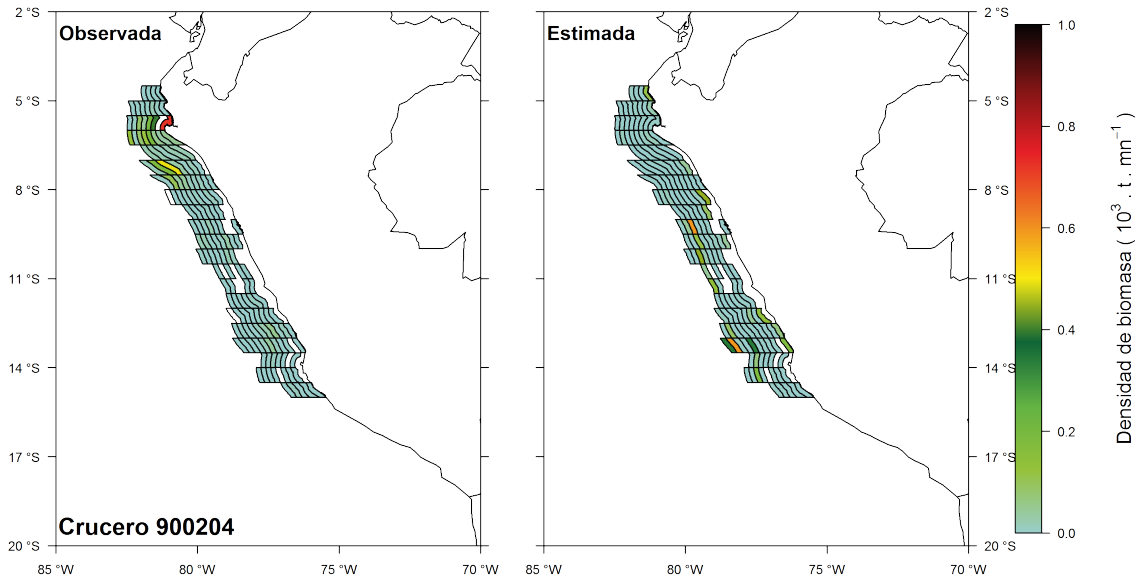 Observada
2 °S
5 °S
8 °S
11 °S
14 °S
17 °S
20 °S
Crucero 900204
85 °W
80 °W
75 °W
70 °W
Estimada
2 °S
5 °S
8 °S
11 °S
14 °S
17 °S
20 °S
85 °W
80 °W
75 °W
70 °W
1.0
0.8
0.6
0.4
0.2
0.0
Densidad de biomasa ( 10³ . t . mn⁻¹ )